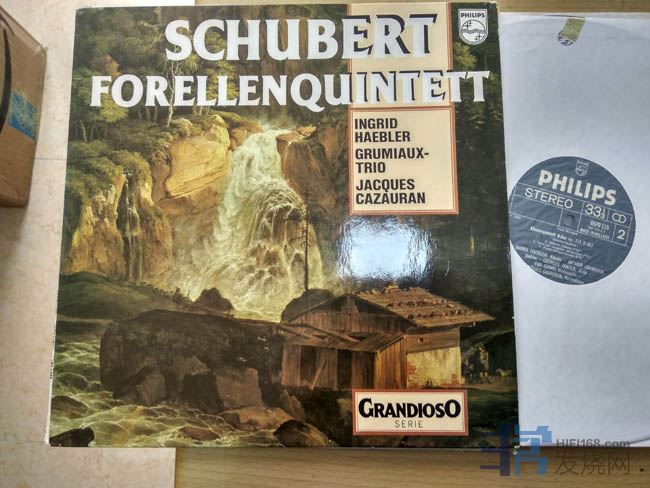 SCHUBERT
PHILIPS
FORELLENQUINTETT
INGRID
HAEBLER
GRUMIAUX-
TRIO
JACQUES
CAZAURAN
GRANDIOSO
SERIE
PHILIPS
STEREO 33⅓
2
HIFI168.com
发烧网